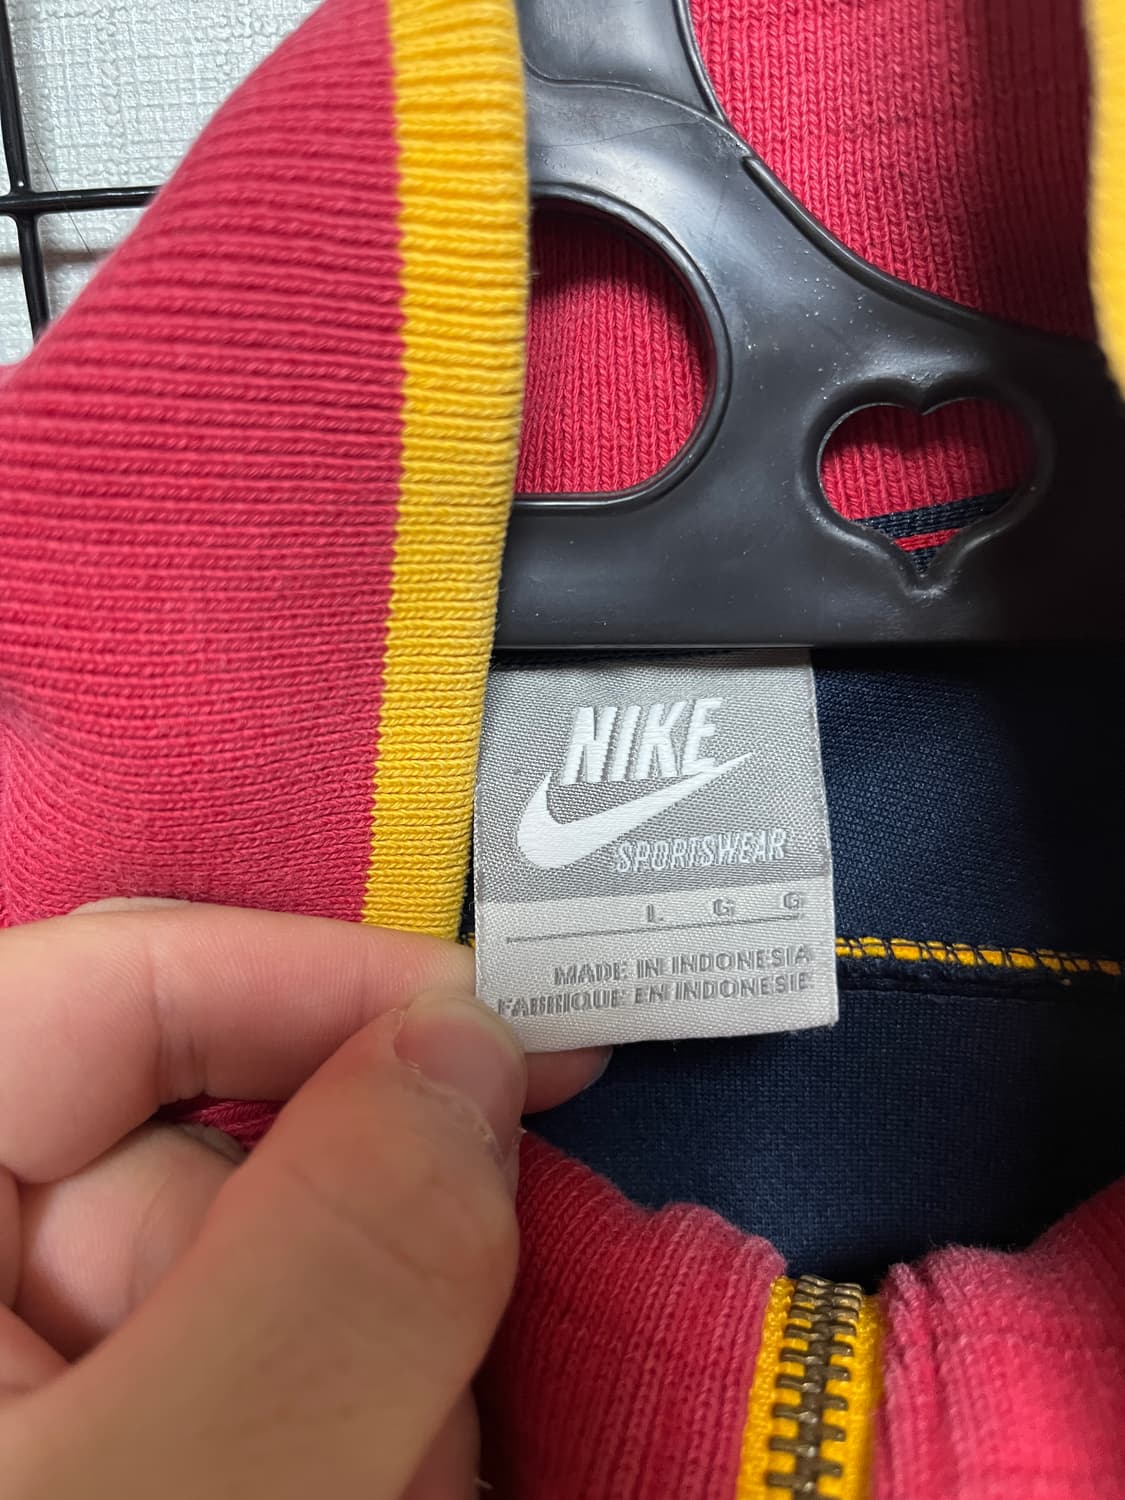 NIKE
SPORTSWEAR
L G G
MADE IN INDONESIA
FABRIQUE EN INDONESIE